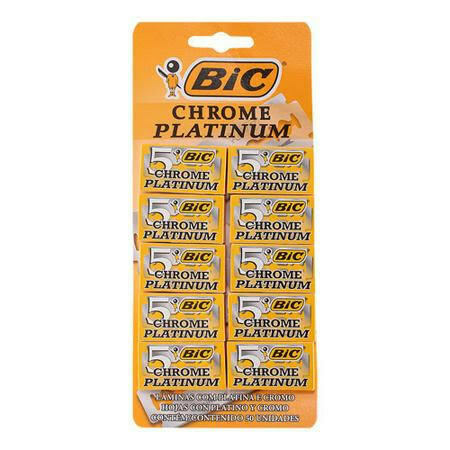 BiC
CHROME
PLATINUM
5 BiC
CHROME
PLATINUM
5 BiC
CHROME
PLATINUM
5 BiC
CHROME
PLATINUM
5 BiC
CHROME
PLATINUM
5 BiC
CHROME
PLATINUM
5 BiC
CHROME
PLATINUM
5 BiC
CHROME
PLATINUM
5 BiC
CHROME
PLATINUM
5 BiC
CHROME
PLATINUM
5 BiC
CHROME
PLATINUM
LÂMINAS COM PLATINA E CROMO
HOJAS CON PLATINO Y CROMO
CONTÉM/CONTENIDO 50 UNIDADES